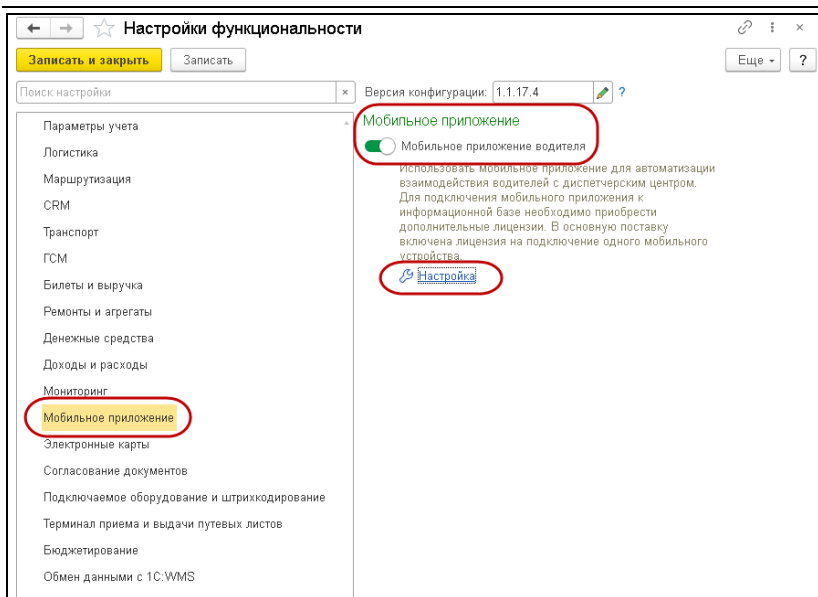 Настройки функциональности
Записать и закрыть
Записать
Еще
?
Поиск настройки
×
Версия конфигурации: 1.1.17.4
?
Параметры учета
Логистика
Маршрутизация
CRM
Транспорт
ГСМ
Билеты и выручка
Ремонты и агрегаты
Денежные средства
Доходы и расходы
Мониторинг
Мобильное приложение
Электронные карты
Согласование документов
Подключаемое оборудование и штрихкодирование
Терминал приема и выдачи путевых листов
Бюджетирование
Обмен данными с 1С:WMS
Мобильное приложение
Мобильное приложение водителя
Использовать мобильное приложение для автоматизации
взаимодействия водителей с диспетчерским центром.
Для подключения мобильного приложения к
информационной базе необходимо приобрести
дополнительные лицензии. В основную поставку
включена лицензия на подключение одного мобильного
устройства.
Настройка